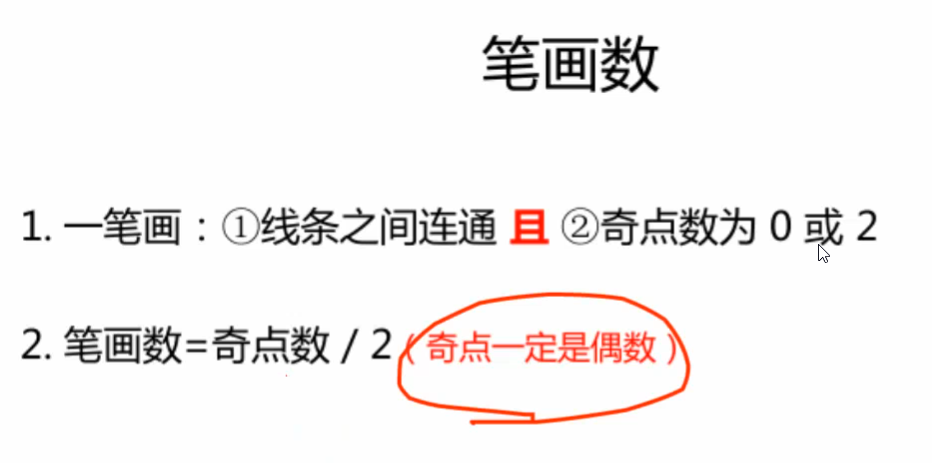 笔画数
1. 一笔画：①线条之间连通 且 ②奇点数为 0 或 2
2. 笔画数=奇点数 / 2（奇点一定是偶数）